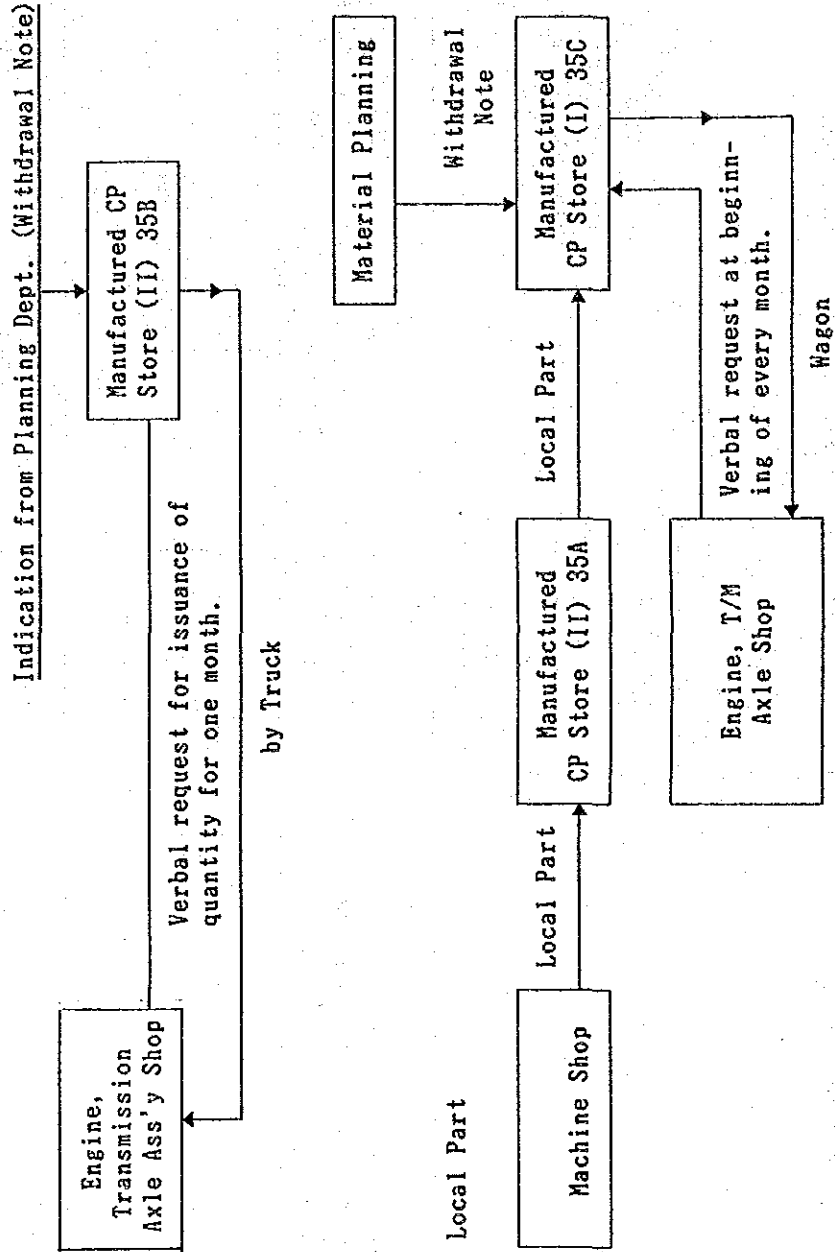 Indication from Planning Dept. (Withdrawal Note)
Engine,
Transmission
Axle Ass'y Shop
Manufactured CP
Store (II) 35B
Verbal request for issuance of
quantity for one month.
by Truck
Local Part
Material Planning
Withdrawal
Note
Machine Shop
Local Part
Manufactured
CP Store (II) 35A
Local Part
Manufactured
CP Store (I) 35C
Engine, T/M
Axle Shop
Verbal request at beginn-
ing of every month.
Wagon